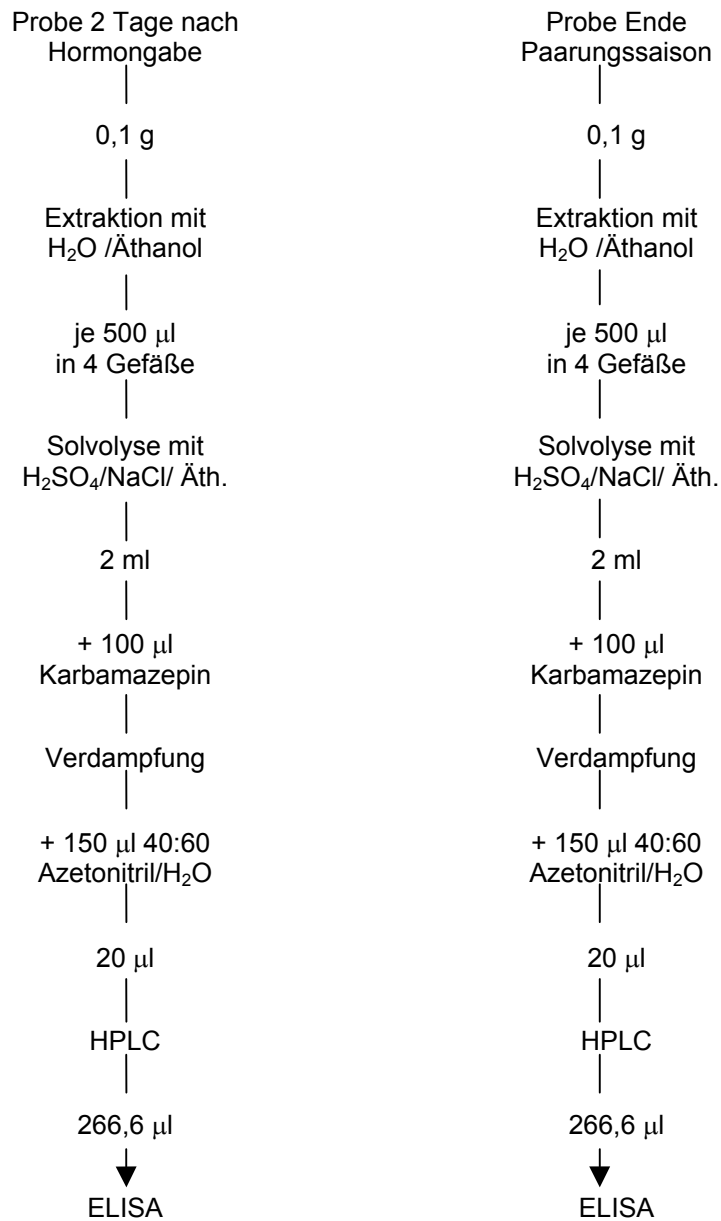 Probe 2 Tage nach
Hormongabe
0,1 g
Extraktion mit
H₂O /Äthanol
je 500 µl
in 4 Gefäße
Solvolyse mit
H₂SO₄/NaCl/ Äth.
2 ml
+ 100 µl
Karbamazepin
Verdampfung
+ 150 µl 40:60
Azetonitril/H₂O
20 µl
HPLC
266,6 µl
ELISA
Probe Ende
Paarungssaison
0,1 g
Extraktion mit
H₂O /Äthanol
je 500 µl
in 4 Gefäße
Solvolyse mit
H₂SO₄/NaCl/ Äth.
2 ml
+ 100 µl
Karbamazepin
Verdampfung
+ 150 µl 40:60
Azetonitril/H₂O
20 µl
HPLC
266,6 µl
ELISA